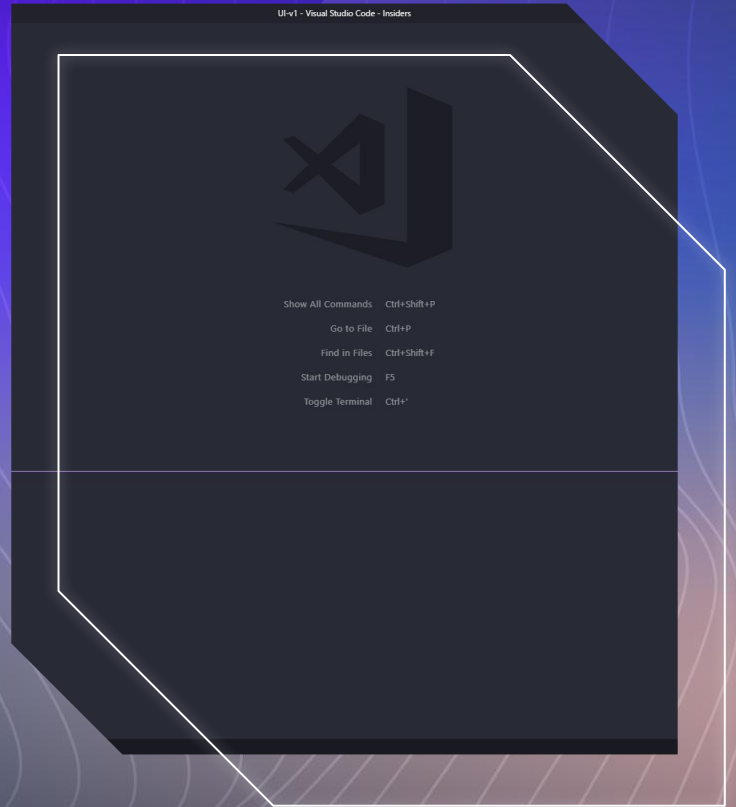 UI-v1 - Visual Studio Code - Insiders
Show All Commands Ctrl+Shift+P
Go to File Ctrl+P
Find in Files Ctrl+Shift+F
Start Debugging F5
Toggle Terminal Ctrl+'